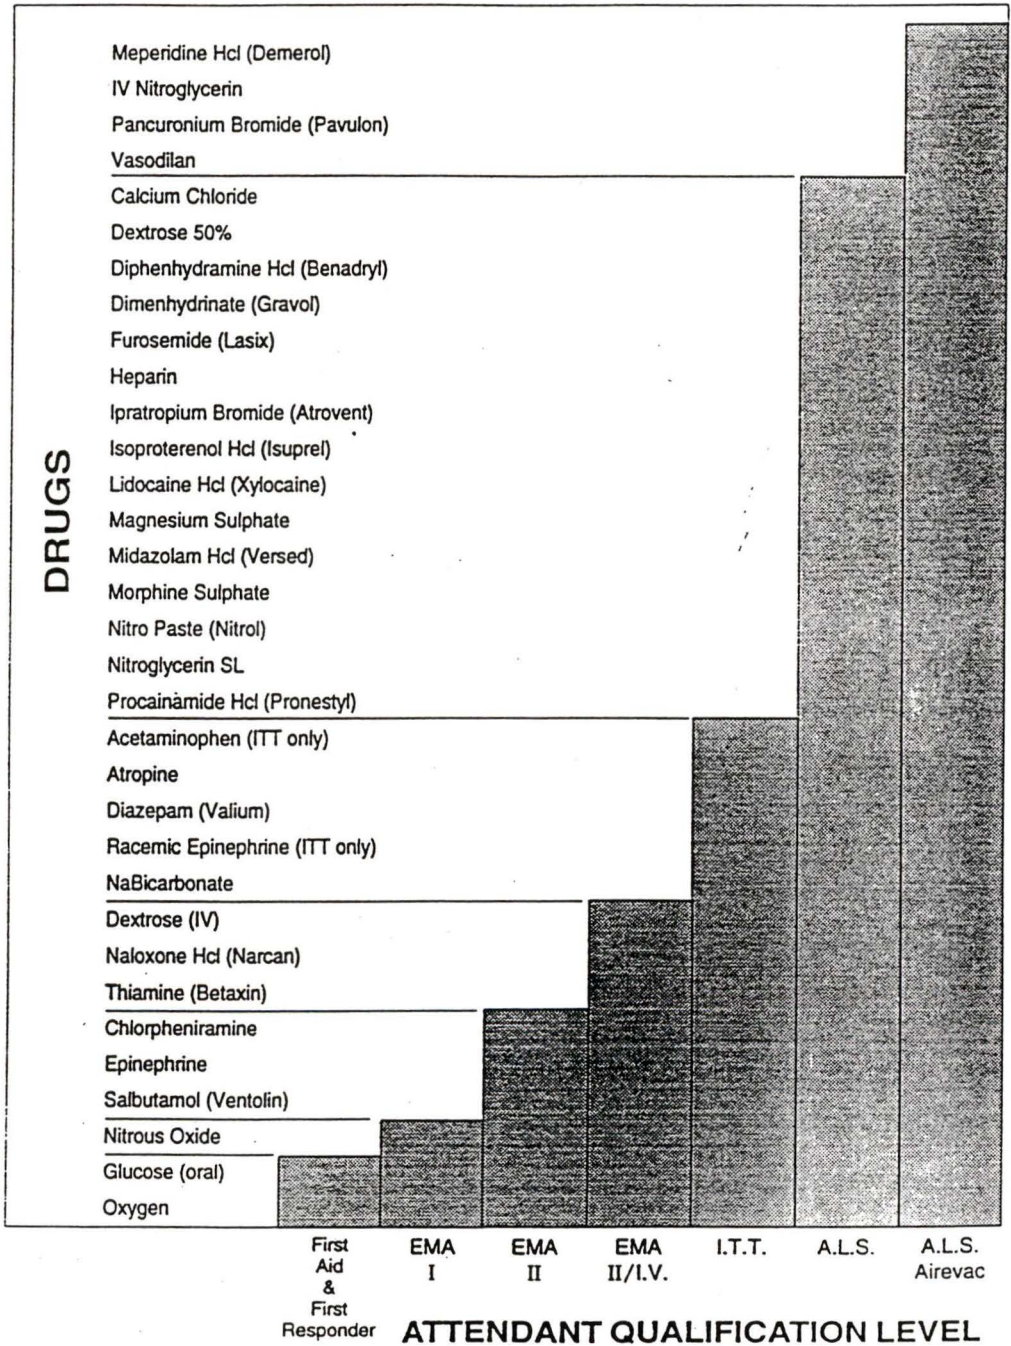 Meperidine Hcl (Demerol)
IV Nitroglycerin
Pancuronium Bromide (Pavulon)
Vasodilan
Calcium Chloride
Dextrose 50%
Diphenhydramine Hcl (Benadryl)
Dimenhydrinate (Gravol)
Furosemide (Lasix)
Heparin
Ipratropium Bromide (Atrovent)
Isoproterenol Hcl (Isuprel)
Lidocaine Hcl (Xylocaine)
Magnesium Sulphate
Midazolam Hcl (Versed)
Morphine Sulphate
Nitro Paste (Nitrol)
Nitroglycerin SL
Procainamide Hcl (Pronestyl)
Acetaminophen (ITT only)
Atropine
Diazepam (Valium)
Racemic Epinephrine (ITT only)
NaBicarbonate
Dextrose (IV)
Naloxone Hcl (Narcan)
Thiamine (Betaxin)
Chlorpheniramine
Epinephrine
Salbutamol (Ventolin)
Nitrous Oxide
Glucose (oral)
Oxygen
DRUGS
First
Aid
&
First
Responder
EMA
I
EMA
II
EMA
II/I.V.
I.T.T.
A.L.S.
A.L.S.
Airevac
ATTENDANT QUALIFICATION LEVEL